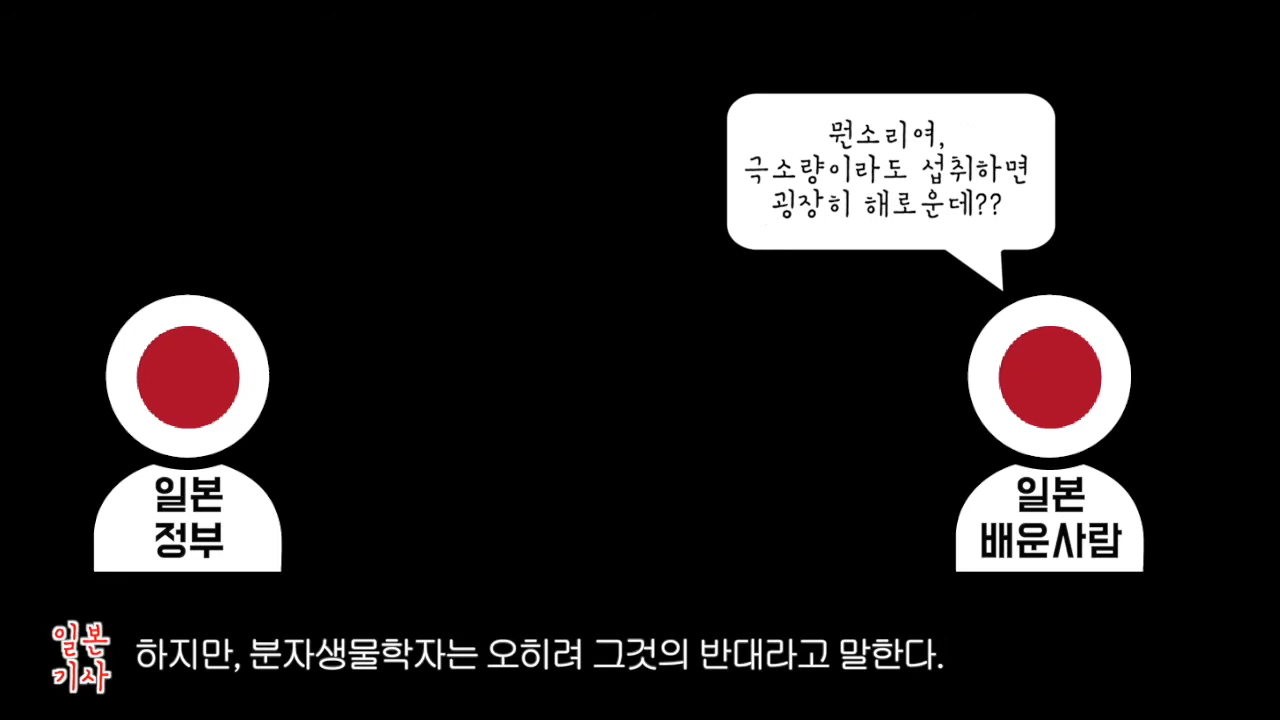 뭔소리여,
극소량이라도 섭취하면
굉장히 해로운데??
일본
정부
일본
배운사람
일본
기사
하지만, 분자생물학자는 오히려 그것의 반대라고 말한다.